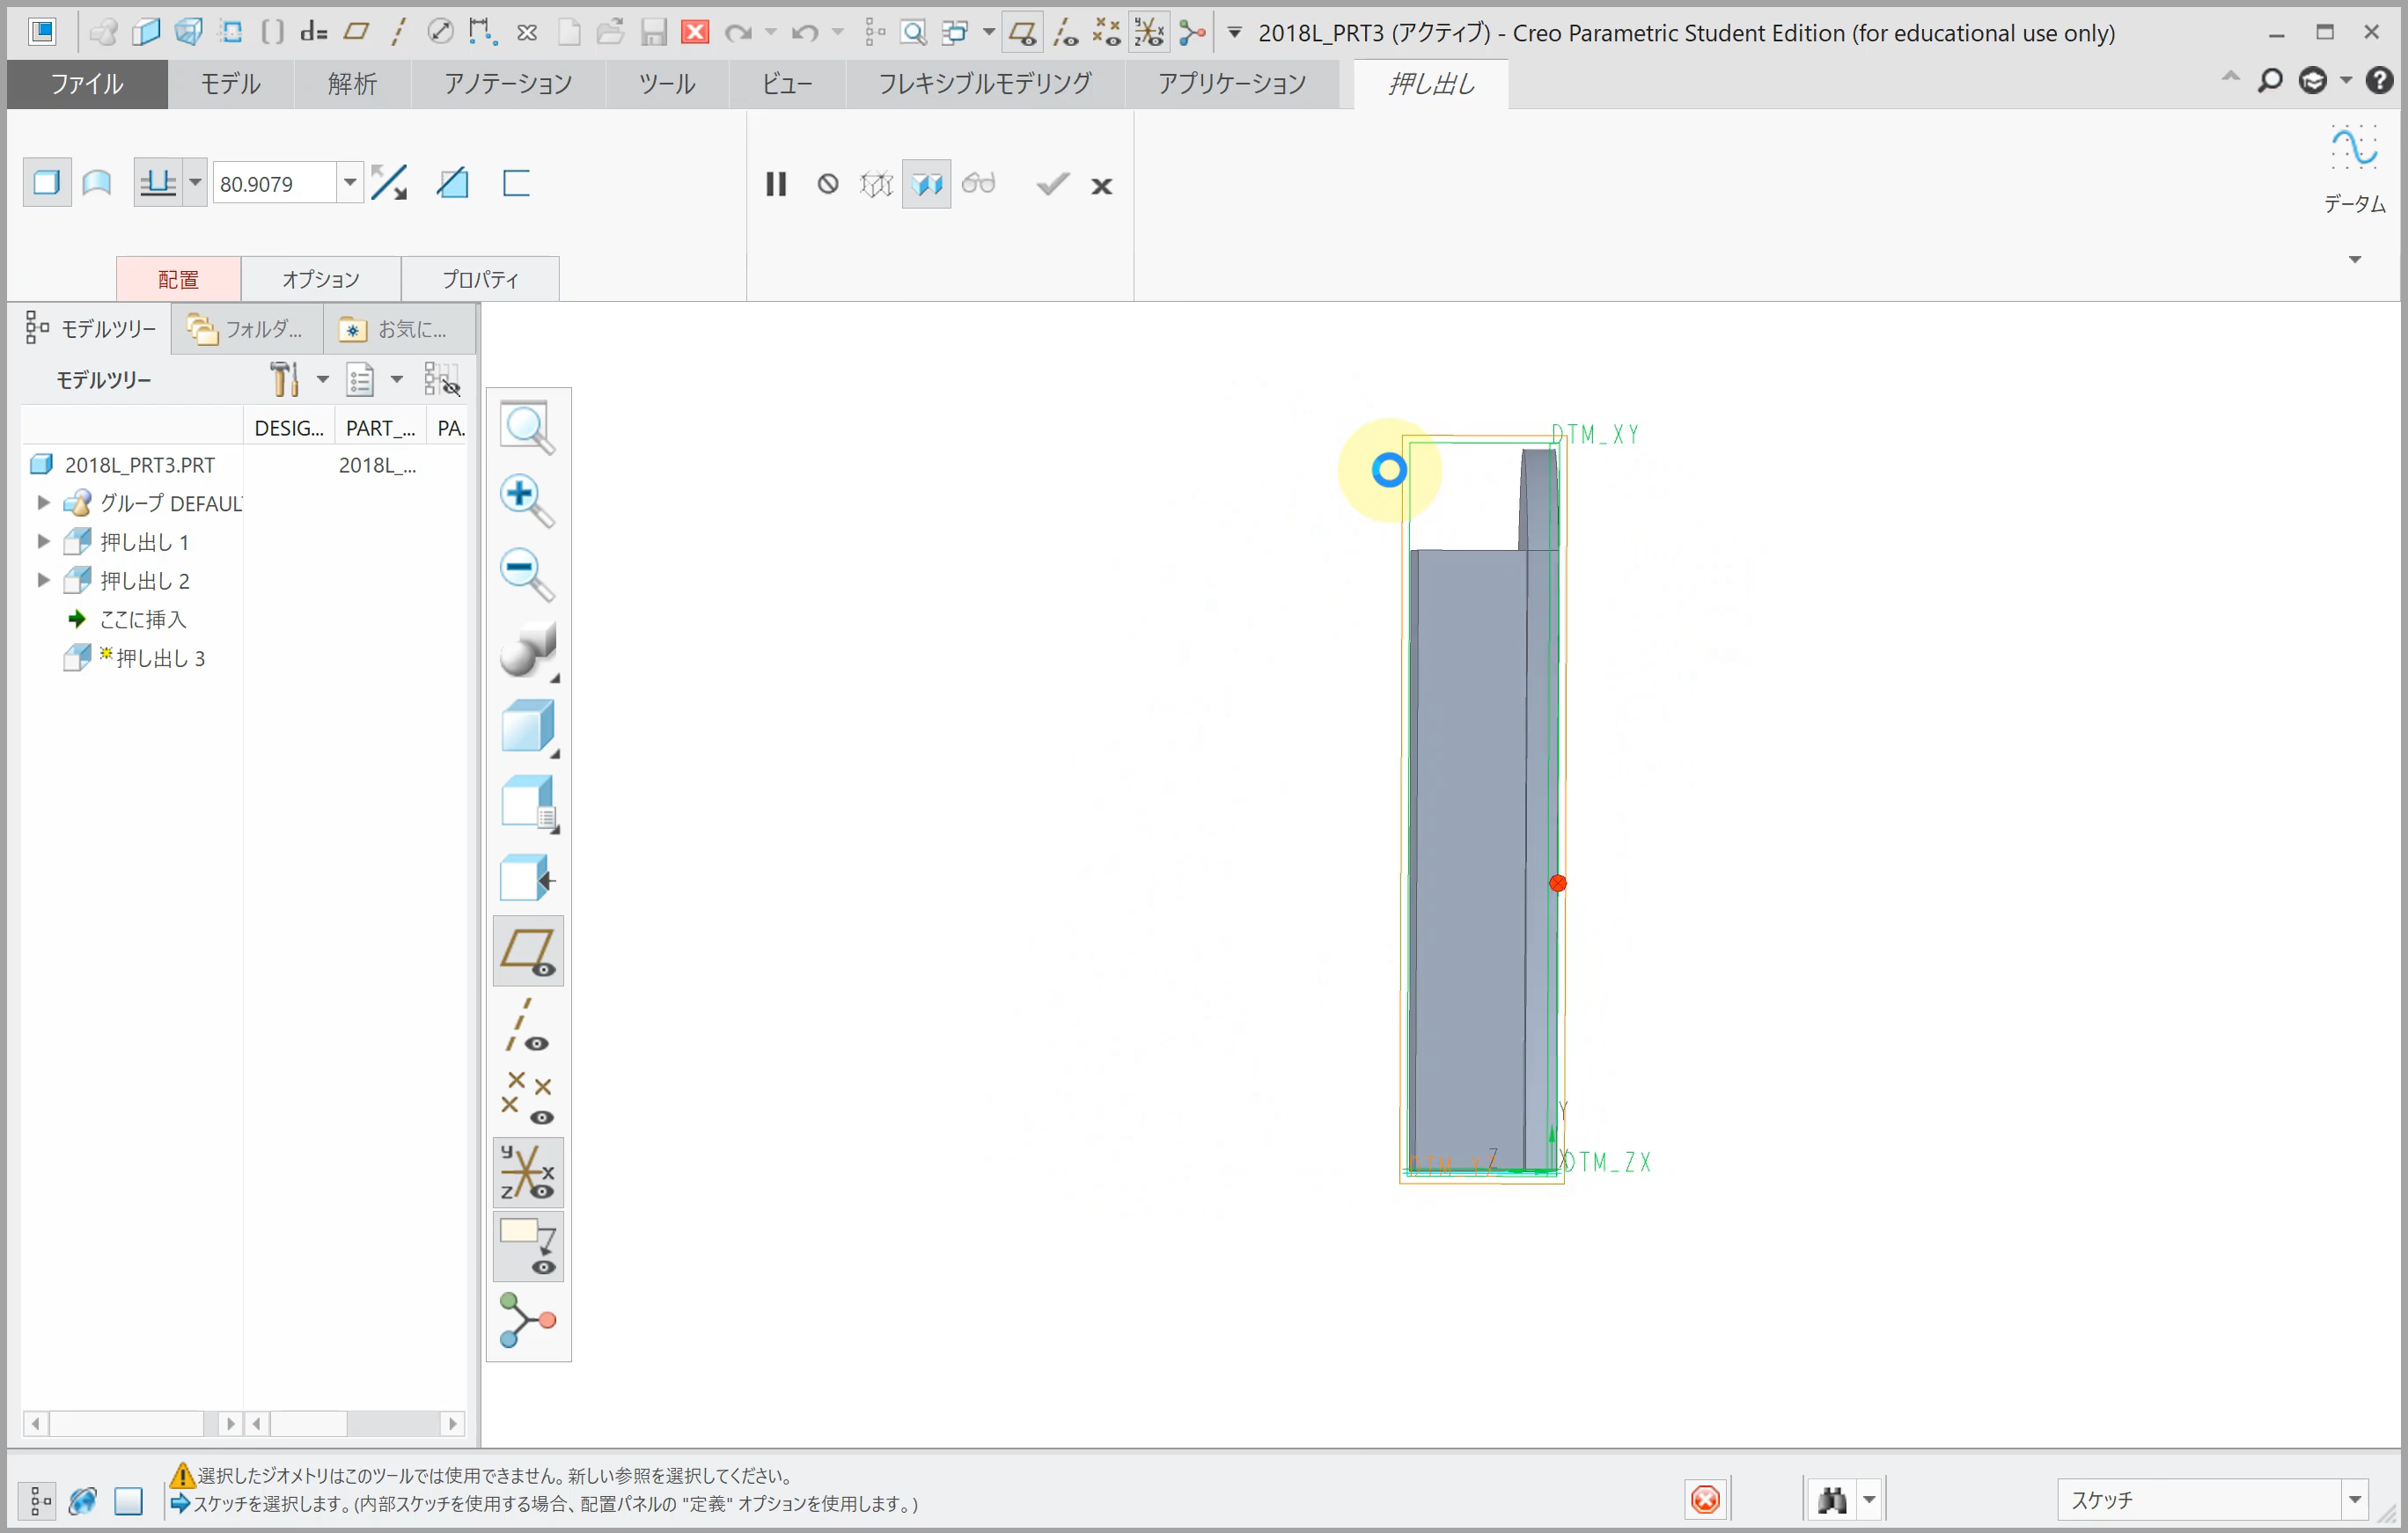 d=
2018L_PRT3 (アクティブ) - Creo Parametric Student Edition (for educational use only)
ファイル
モデル
解析
アノテーション
ツール
ビュー
フレキシブルモデリング
アプリケーション
押し出し
80.9079
データム
配置
オプション
プロパティ
モデルツリー
フォルダ...
お気に...
モデルツリー
DESIG...
PART_...
PA.
2018L_PRT3.PRT
2018L_...
グループ DEFAUL
押し出し 1
押し出し 2
ここに挿入
押し出し 3
DTM_XY
Y
Z
X
DTM_YZ
DTM_ZX
選択したジオメトリはこのツールでは使用できません。新しい参照を選択してください。
スケッチを選択します。(内部スケッチを使用する場合、配置パネルの "定義" オプションを使用します。)
スケッチ